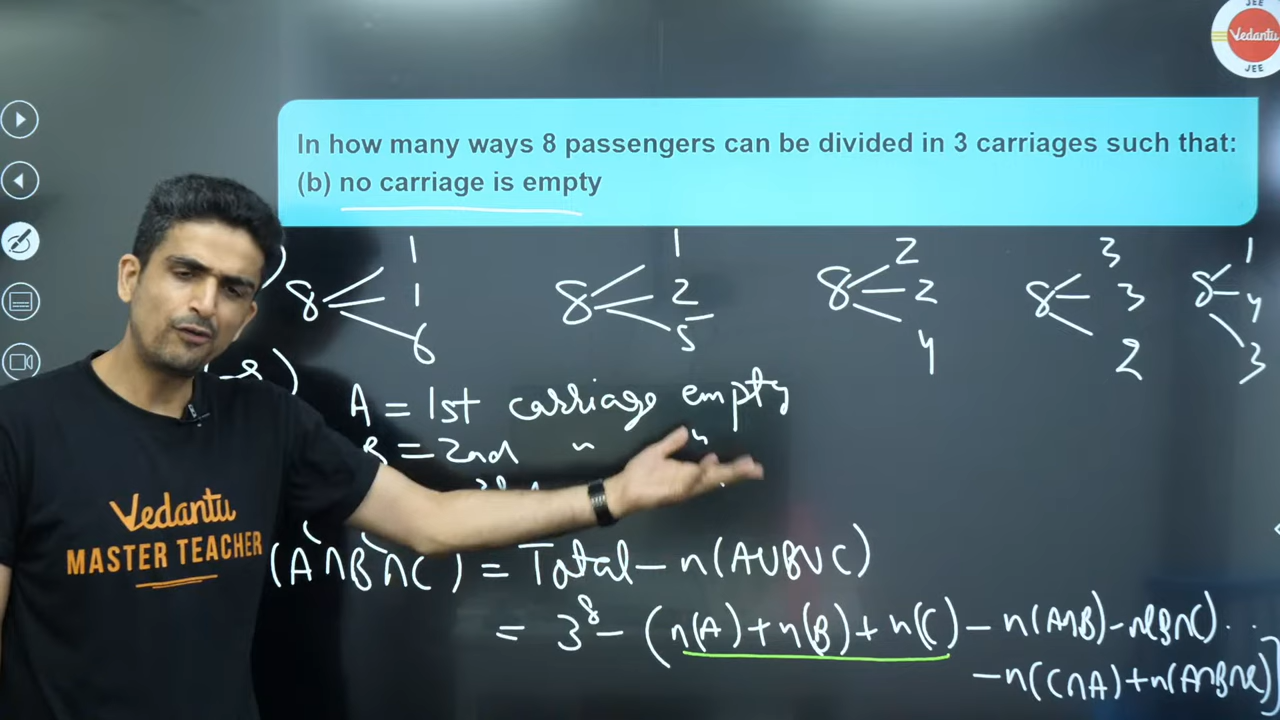 JEE
Vedantu
JEE
In how many ways 8 passengers can be divided in 3 carriages such that:
(b) no carriage is empty
8 1 1 6
8 1 2 5
8 2 2 4
8 3 3 2
8 1 4 3
A = 1st carriage empty
B = 2nd " "
(A'∩B'∩C') = Total - n(A∪B∪C)
= 3⁸ - (n(A) + n(B) + n(C) - n(A∩B) - n(B∩C) . .
- n(C∩A) + n(A∩B∩C)]
Vedantu
MASTER TEACHER